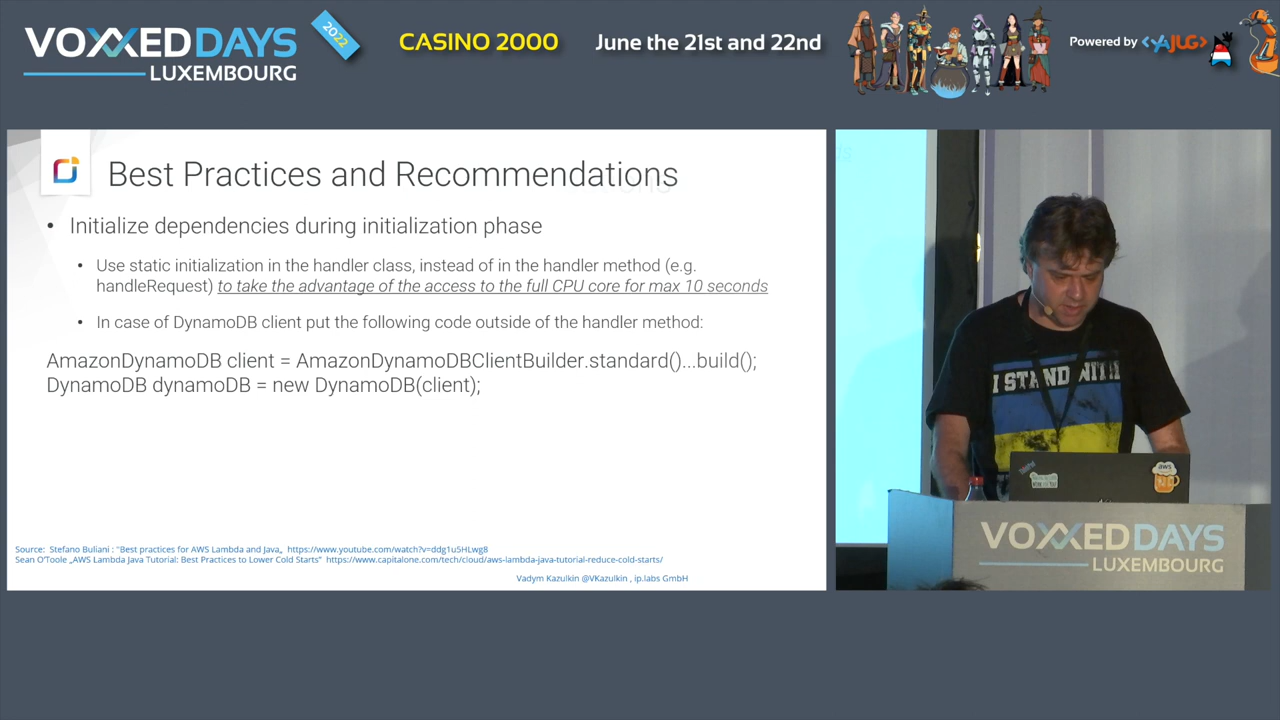 VOXXED DAYS
LUXEMBOURG
2022
CASINO 2000
June the 21st and 22nd
Powered by <YAJUG>
Best Practices and Recommendations
• Initialize dependencies during initialization phase
• Use static initialization in the handler class, instead of in the handler method (e.g.
handleRequest) to take the advantage of the access to the full CPU core for max 10 seconds
• In case of DynamoDB client put the following code outside of the handler method:
AmazonDynamoDB client = AmazonDynamoDBClientBuilder.standard()...build();
DynamoDB dynamoDB = new DynamoDB(client);
Source: Stefano Buliani : "Best practices for AWS Lambda and Java„ https://www.youtube.com/watch?v=ddg1u5HLwg8
Sean O'Toole „AWS Lambda Java Tutorial: Best Practices to Lower Cold Starts" https://www.capitalone.com/tech/cloud/aws-lambda-java-tutorial-reduce-cold-starts/
Vadym Kazulkin @VKazulkin , ip.labs GmbH
I STAND WITH
aws
VOXXED DAYS
LUXEMBOURG